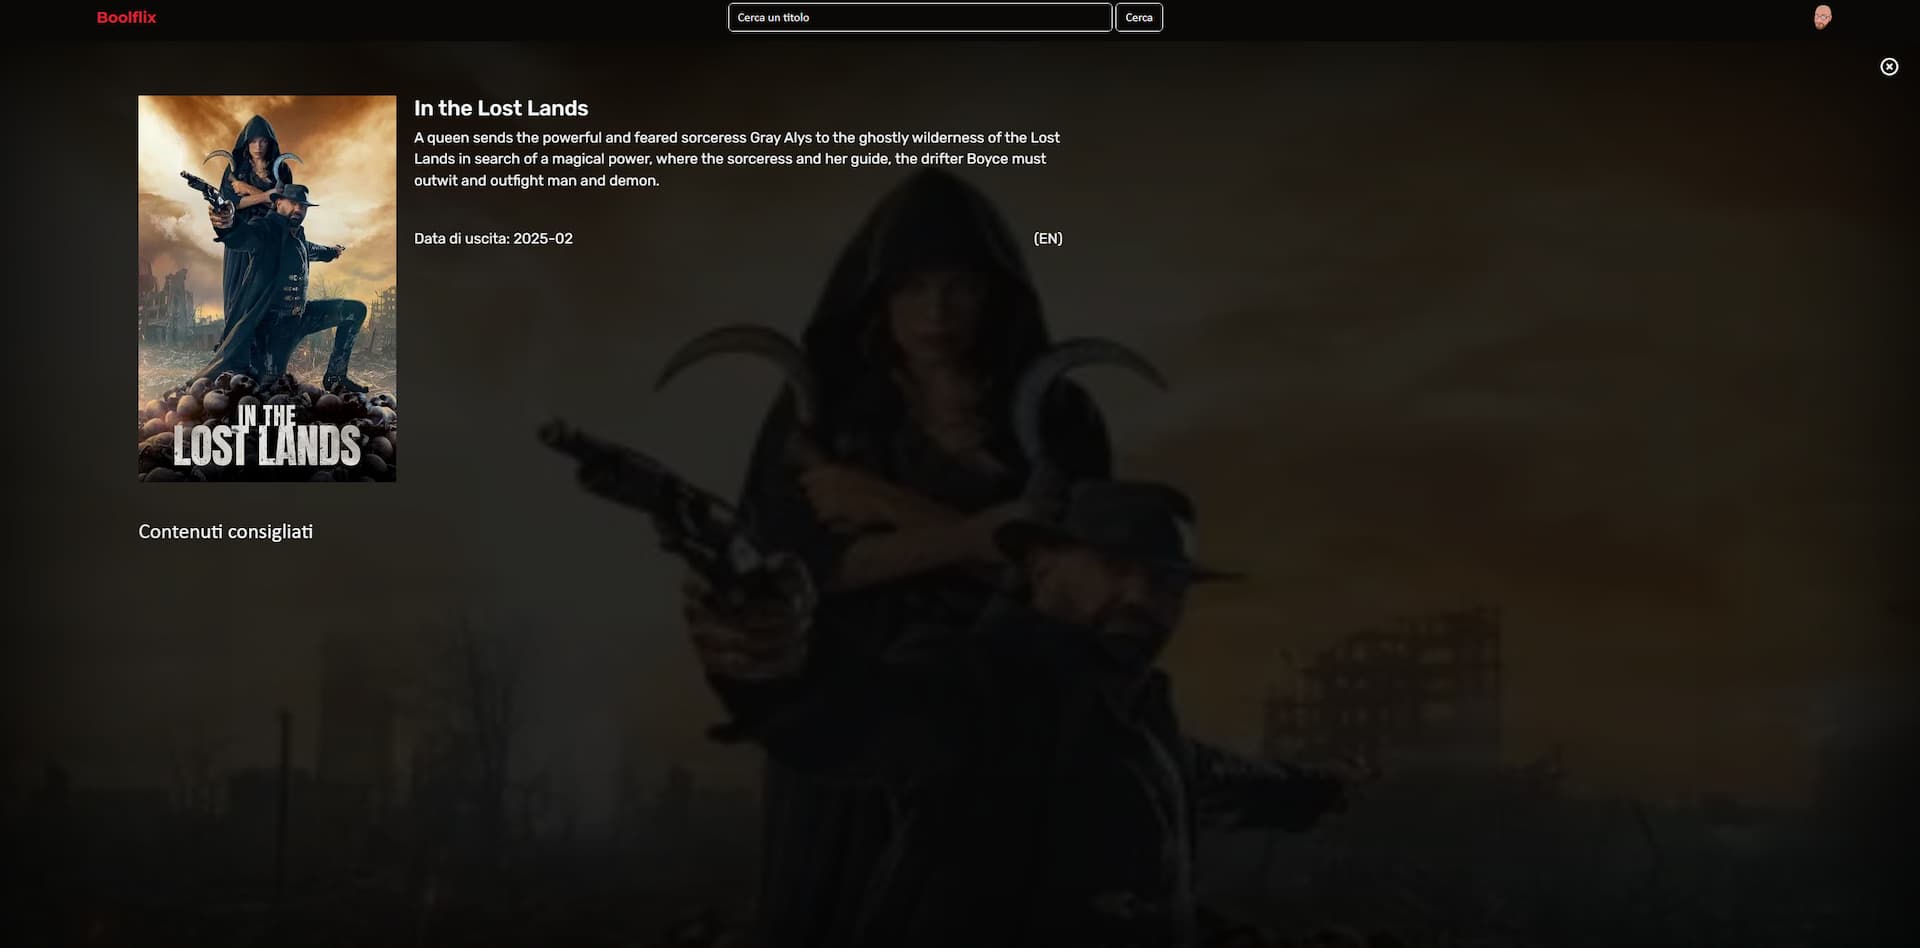 Boolflix
Cerca un titolo
Cerca
In the Lost Lands
A queen sends the powerful and feared sorceress Gray Alys to the ghostly wilderness of the Lost
Lands in search of a magical power, where the sorceress and her guide, the drifter Boyce must
outwit and outfight man and demon.
Data di uscita: 2025-02
(EN)
IN THE
LOST LANDS
Contenuti consigliati